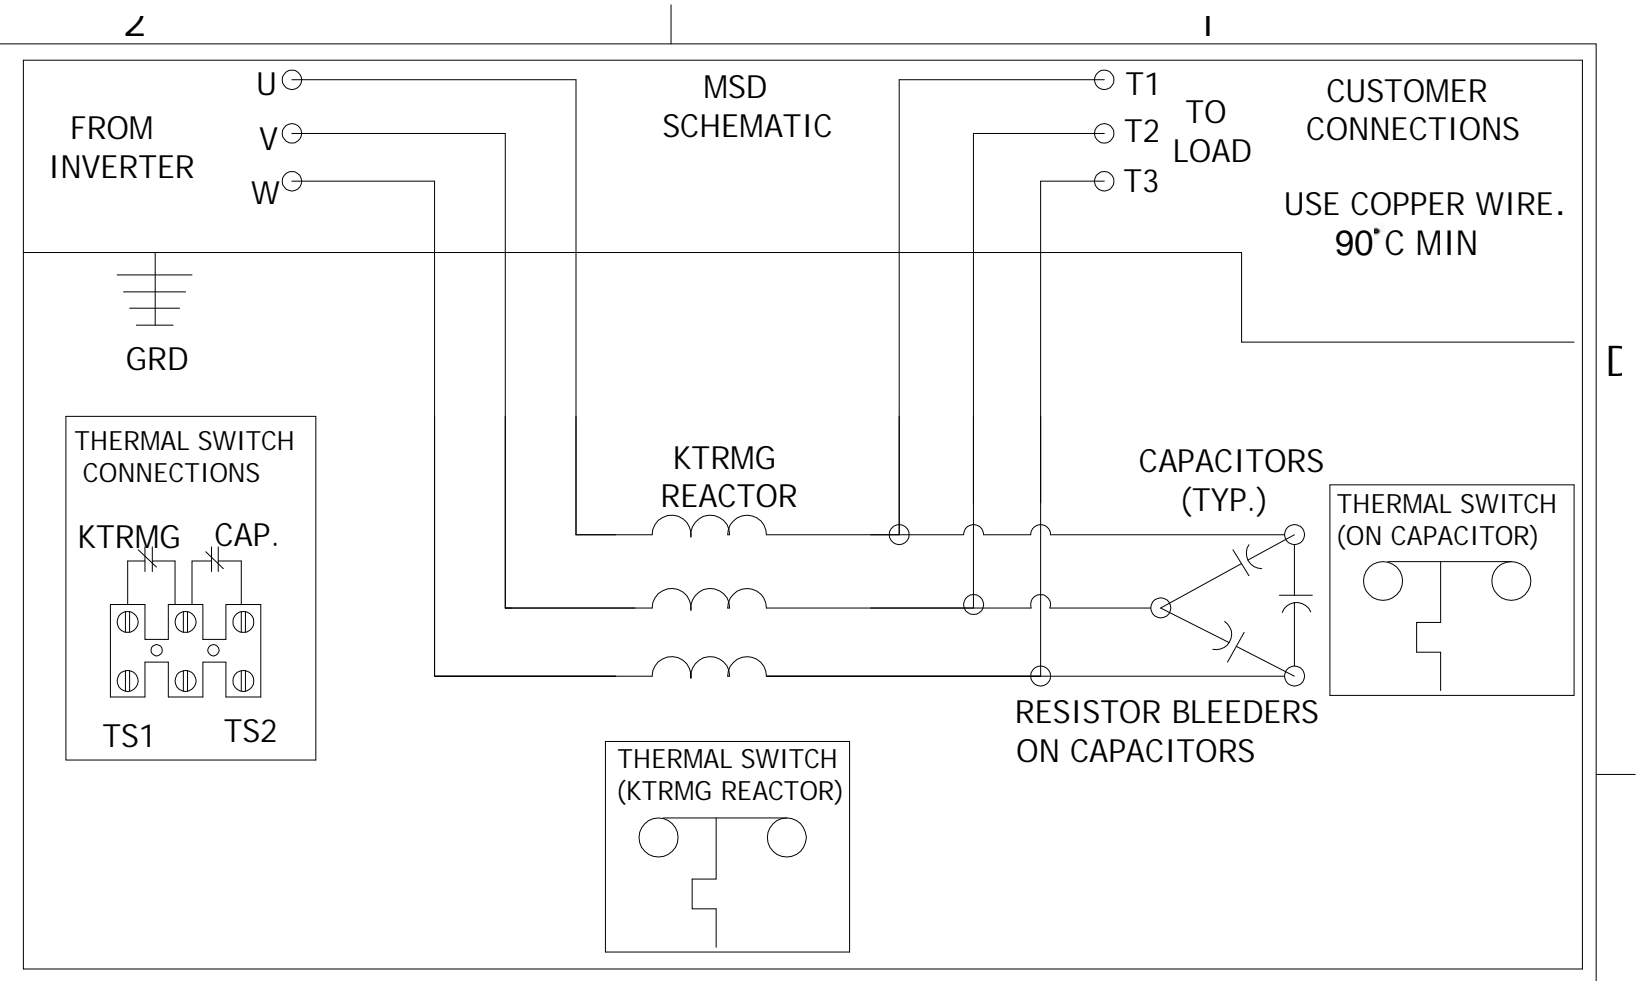 2
1
U
V
W
FROM
INVERTER
MSD
SCHEMATIC
T1
T2
T3
TO
LOAD
CUSTOMER
CONNECTIONS
USE COPPER WIRE.
90°C MIN
GRD
D
THERMAL SWITCH
CONNECTIONS
KTRMG
CAP.
TS1
TS2
KTRMG
REACTOR
CAPACITORS
(TYP.)
THERMAL SWITCH
(ON CAPACITOR)
RESISTOR BLEEDERS
ON CAPACITORS
THERMAL SWITCH
(KTRMG REACTOR)